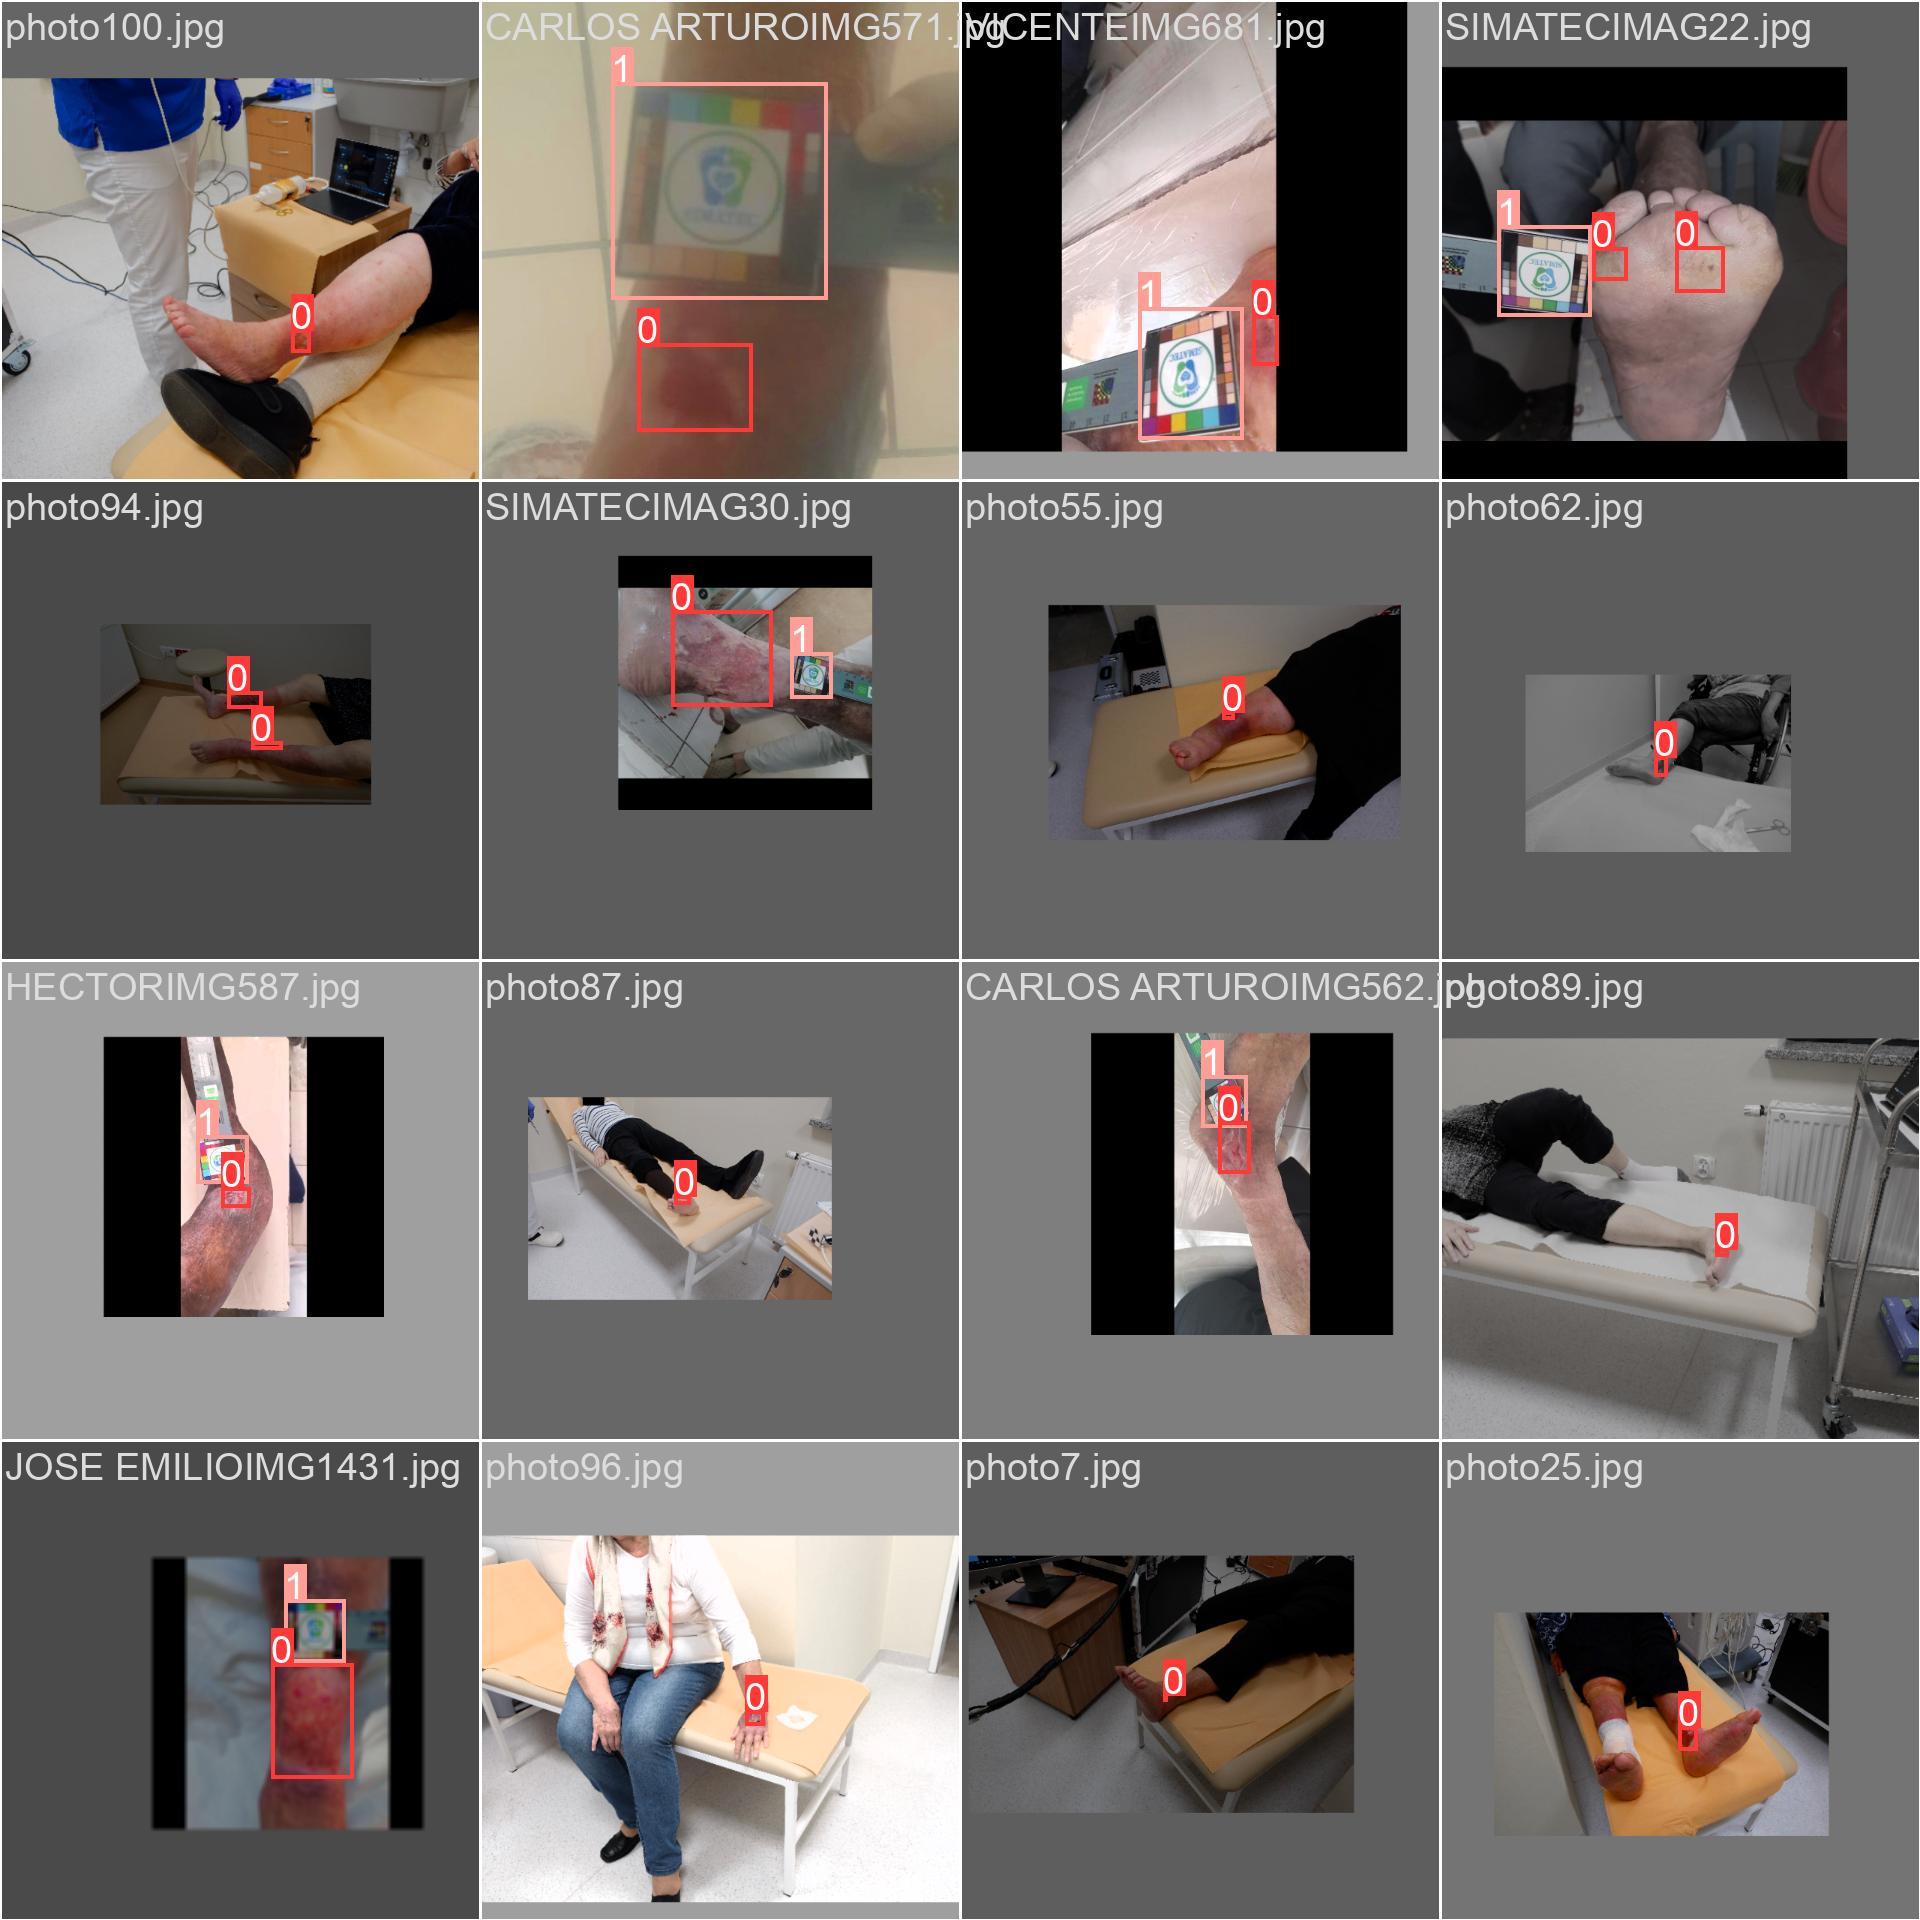 photo100.jpg
CARLOS ARTUROIMG571.jpg
VICENTEIMG681.jpg
SIMATECIMAG22.jpg
1
0
SIMATEC
1
0
SIMATEC
1
0
0
SIMATEC
0
photo94.jpg
SIMATECIMAG30.jpg
photo55.jpg
photo62.jpg
0
0
0
1
0
0
HECTORIMG587.jpg
photo87.jpg
CARLOS ARTUROIMG562.jpg
photo89.jpg
1
0
0
1
0
0
JOSE EMILIOIMG1431.jpg
photo96.jpg
photo7.jpg
photo25.jpg
1
0
0
0
0